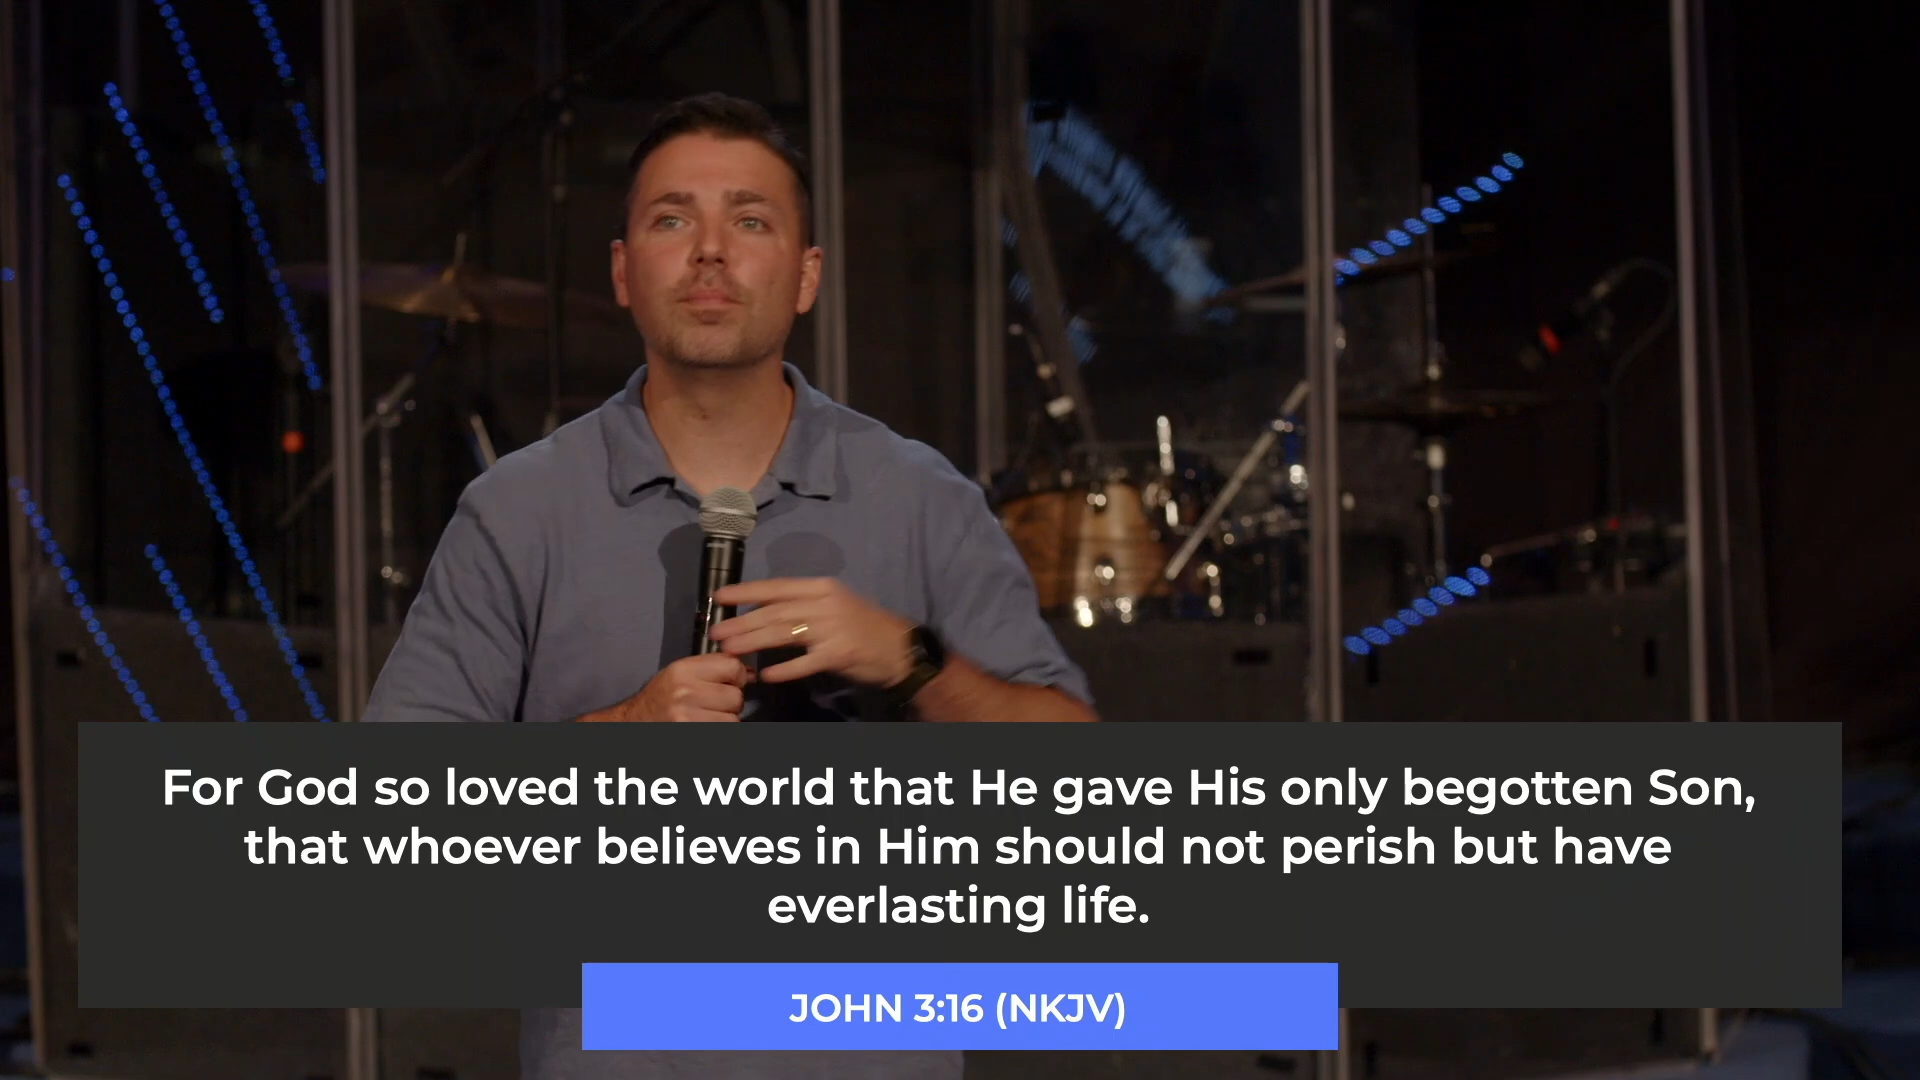 For God so loved the world that He gave His only begotten Son,
that whoever believes in Him should not perish but have
everlasting life.
JOHN 3:16 (NKJV)